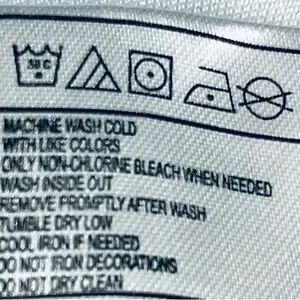 30 C
MACHINE WASH COLD
WITH LIKE COLORS
ONLY NON-CHLORINE BLEACH WHEN NEEDED
WASH INSIDE OUT
REMOVE PROMPTLY AFTER WASH
TUMBLE DRY LOW
COOL IRON IF NEEDED
DO NOT IRON DECORATIONS
DO NOT DRY CLEAN